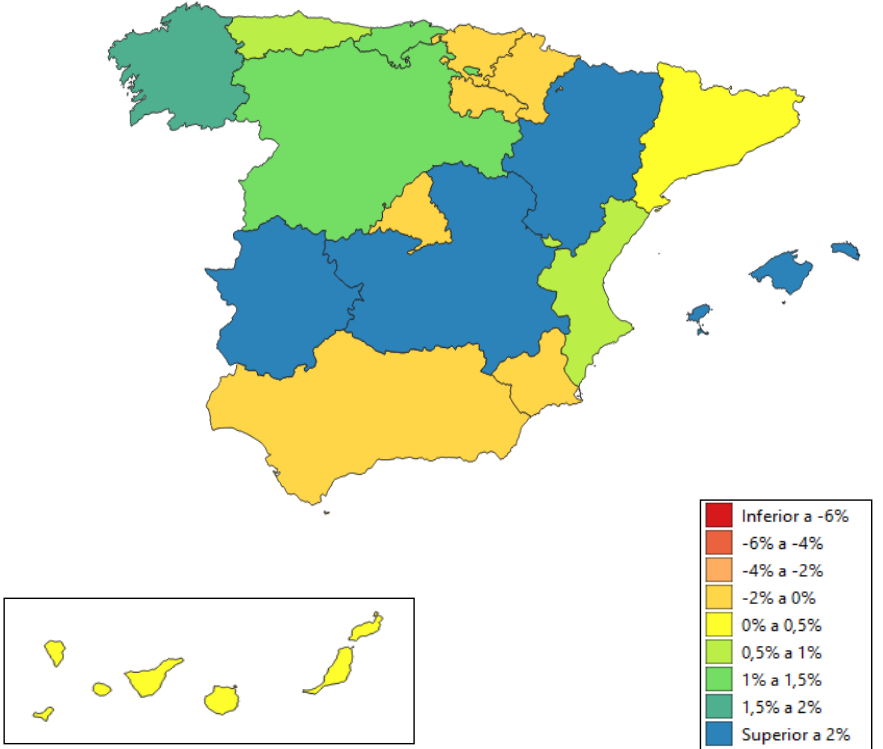 Inferior a -6%
-6% a -4%
-4% a -2%
-2% a 0%
0% a 0,5%
0,5% a 1%
1% a 1,5%
1,5% a 2%
Superior a 2%